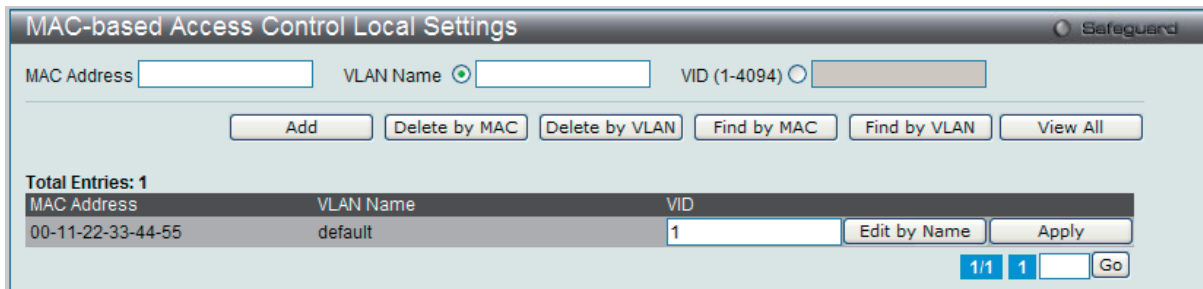 MAC-based Access Control Local Settings Safeguard
MAC Address VLAN Name VID (1-4094)
Add Delete by MAC Delete by VLAN Find by MAC Find by VLAN View All
Total Entries: 1
MAC Address VLAN Name VID
00-11-22-33-44-55 default 1 Edit by Name Apply
1/1 1 Go